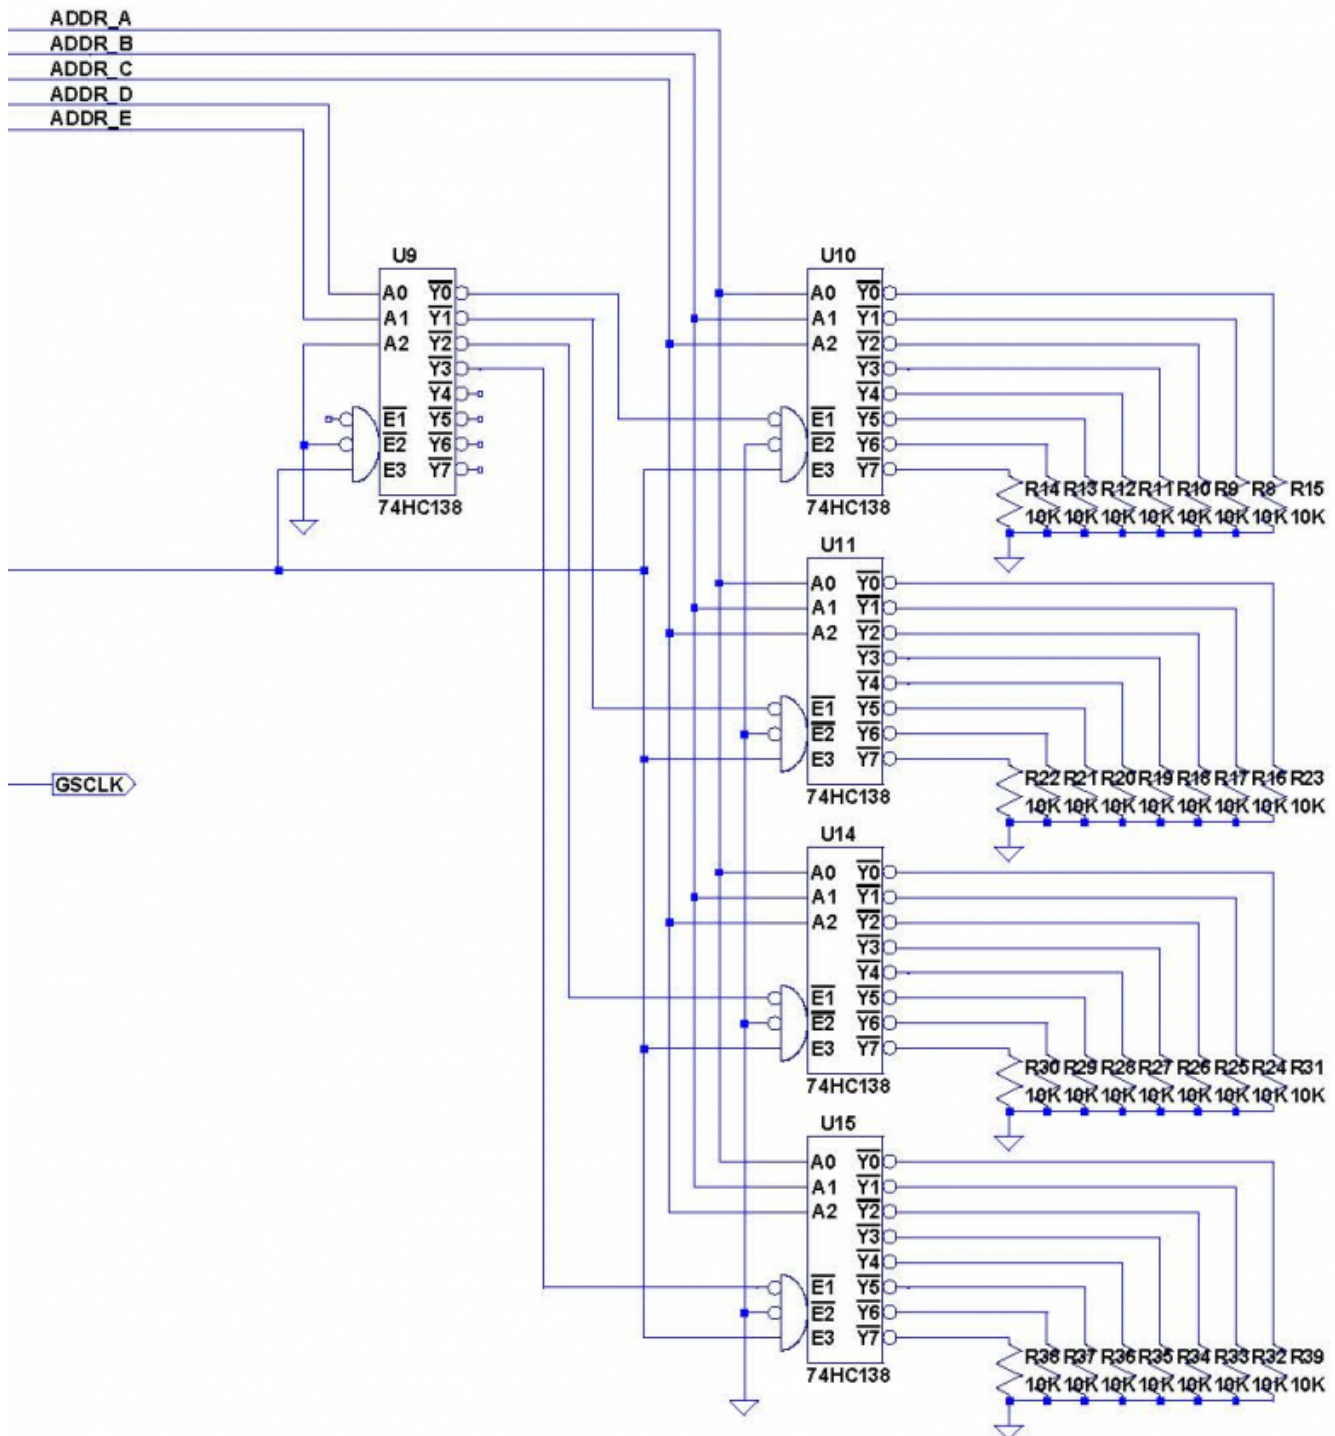 ADDR_A
ADDR_B
ADDR_C
ADDR_D
ADDR_E
U9
A0 Y0
A1 Y1
A2 Y2
Y3
Y4
E1 Y5
E2 Y6
E3 Y7
74HC138
U10
A0 Y0
A1 Y1
A2 Y2
Y3
Y4
E1 Y5
E2 Y6
E3 Y7
74HC138
R14 R13 R12 R11 R10 R9 R8 R15
10K 10K 10K 10K 10K 10K 10K 10K
U11
A0 Y0
A1 Y1
A2 Y2
Y3
Y4
E1 Y5
E2 Y6
E3 Y7
74HC138
R22 R21 R20 R19 R18 R17 R16 R23
10K 10K 10K 10K 10K 10K 10K 10K
GSCLK
U14
A0 Y0
A1 Y1
A2 Y2
Y3
Y4
E1 Y5
E2 Y6
E3 Y7
74HC138
R30 R29 R28 R27 R26 R25 R24 R31
10K 10K 10K 10K 10K 10K 10K 10K
U15
A0 Y0
A1 Y1
A2 Y2
Y3
Y4
E1 Y5
E2 Y6
E3 Y7
74HC138
R38 R37 R36 R35 R34 R33 R32 R39
10K 10K 10K 10K 10K 10K 10K 10K